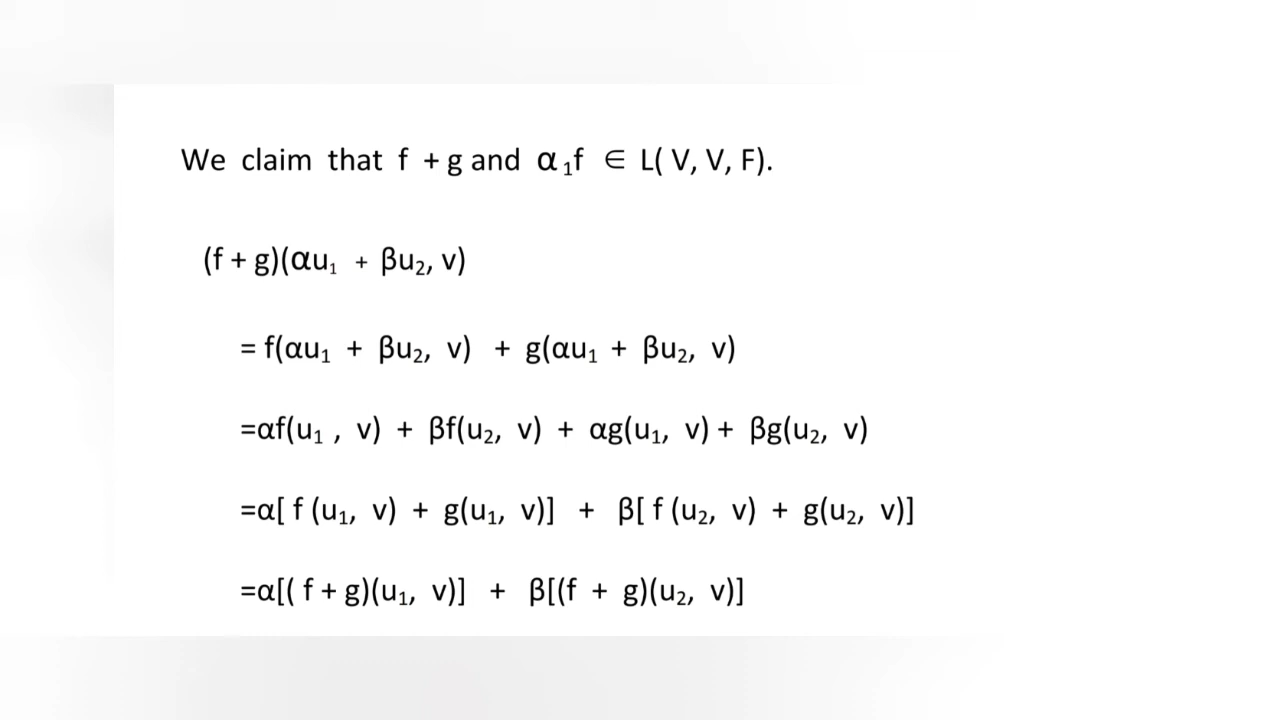 We claim that f + g and α₁f ∈ L( V, V, F).
(f + g)(αu₁ + βu₂, v)
= f(αu₁ + βu₂, v) + g(αu₁ + βu₂, v)
=αf(u₁ , v) + βf(u₂, v) + αg(u₁, v) + βg(u₂, v)
=α[ f (u₁, v) + g(u₁, v)] + β[ f (u₂, v) + g(u₂, v)]
=α[( f + g)(u₁, v)] + β[(f + g)(u₂, v)]